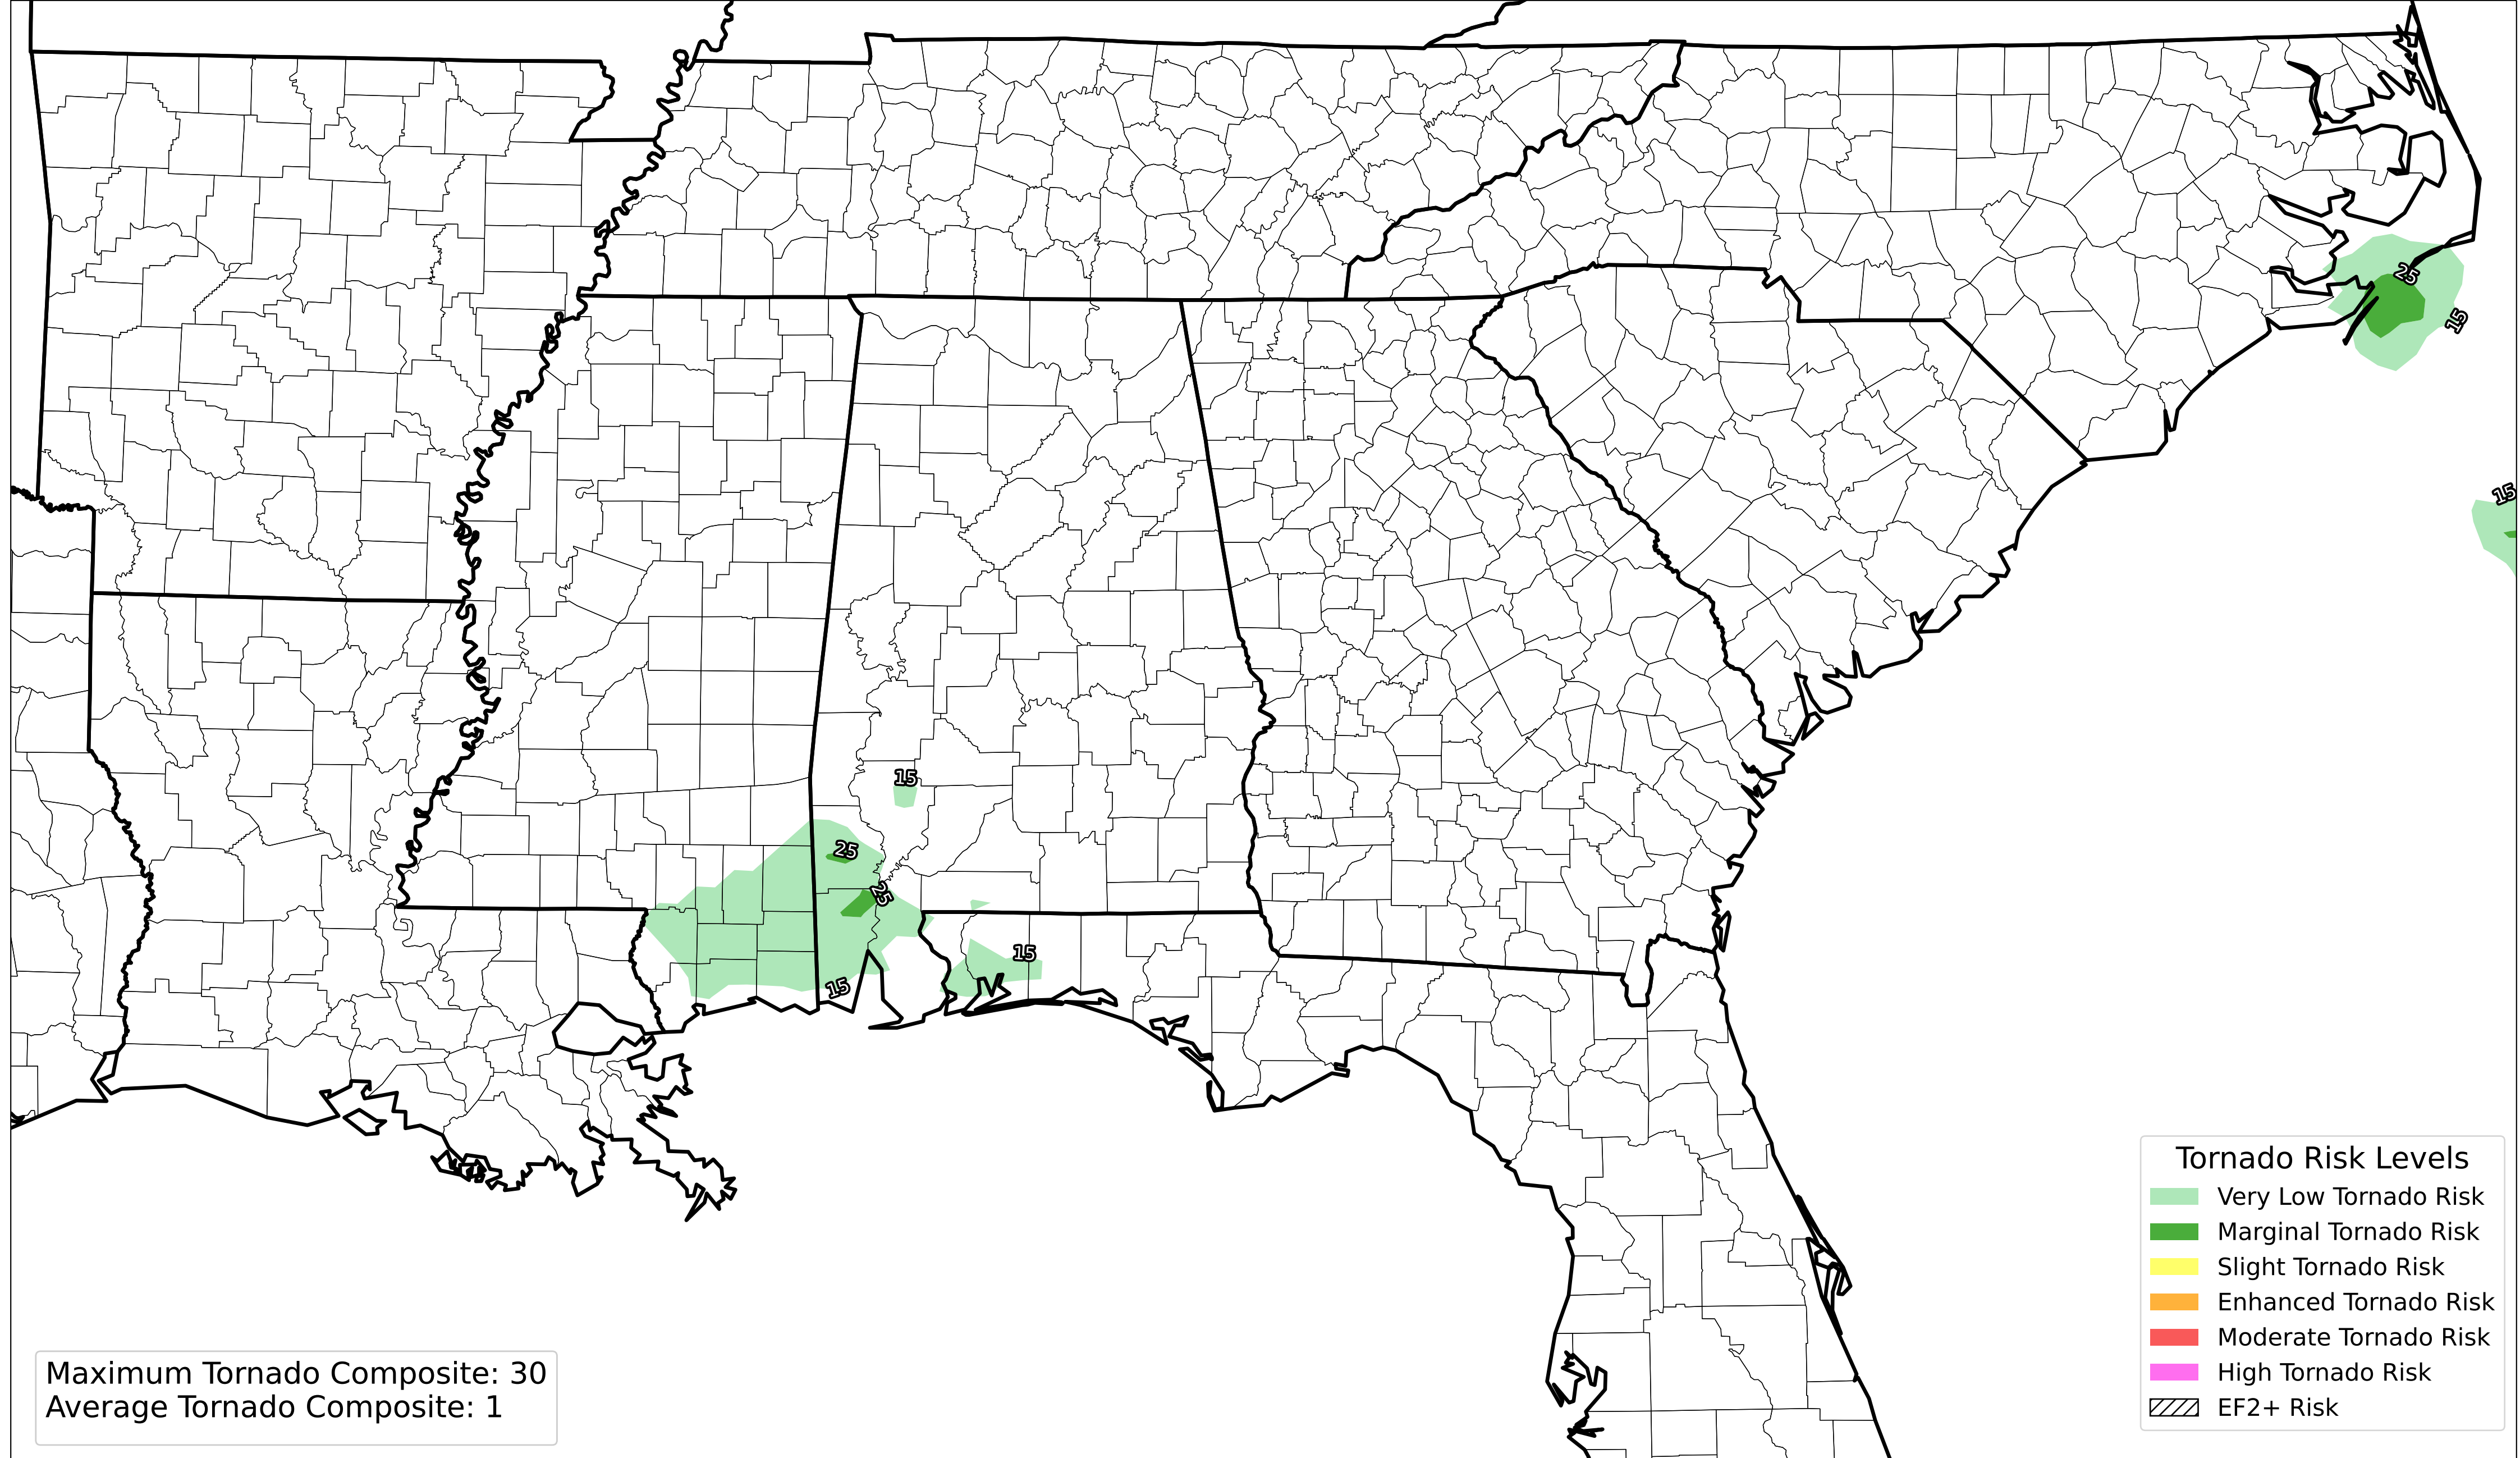 25
15
15
15
25
25
15
15
Tornado Risk Levels
Very Low Tornado Risk
Marginal Tornado Risk
Slight Tornado Risk
Enhanced Tornado Risk
Moderate Tornado Risk
High Tornado Risk
EF2+ Risk
Maximum Tornado Composite: 30
Average Tornado Composite: 1